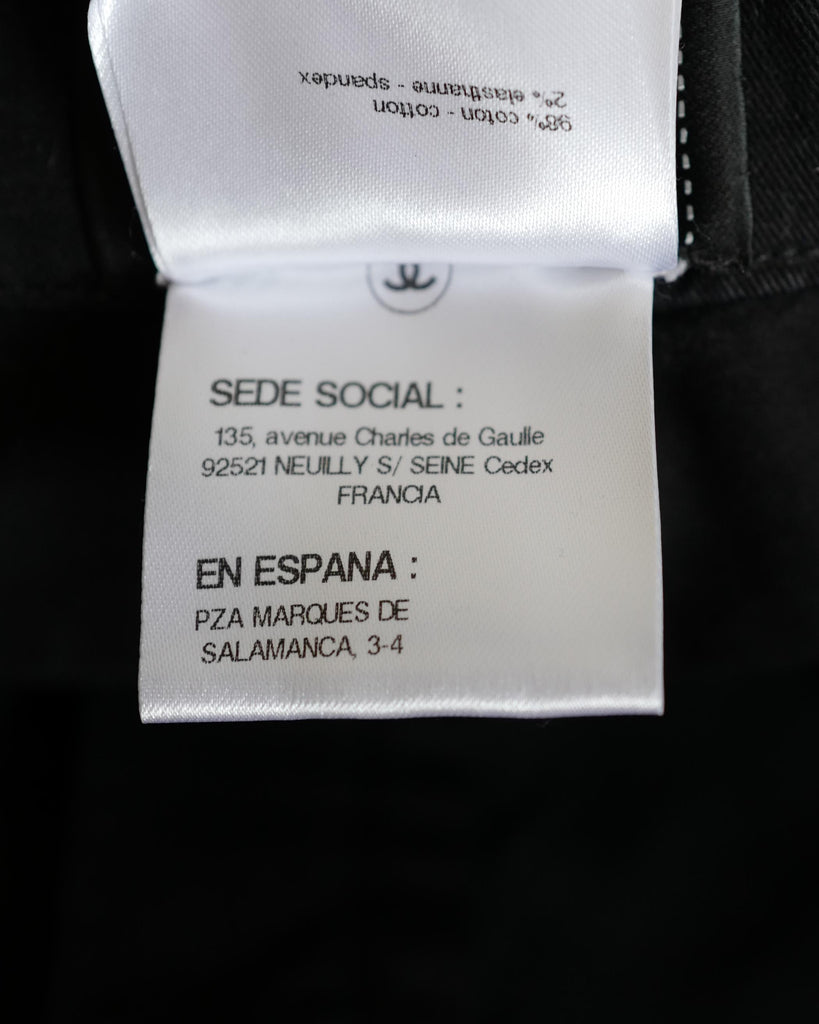 98% coton - cotton
2% elasthanne - spandex
SEDE SOCIAL :
135, avenue Charles de Gaulle
92521 NEUILLY S/ SEINE Cedex
FRANCIA
EN ESPANA :
PZA MARQUES DE
SALAMANCA, 3-4